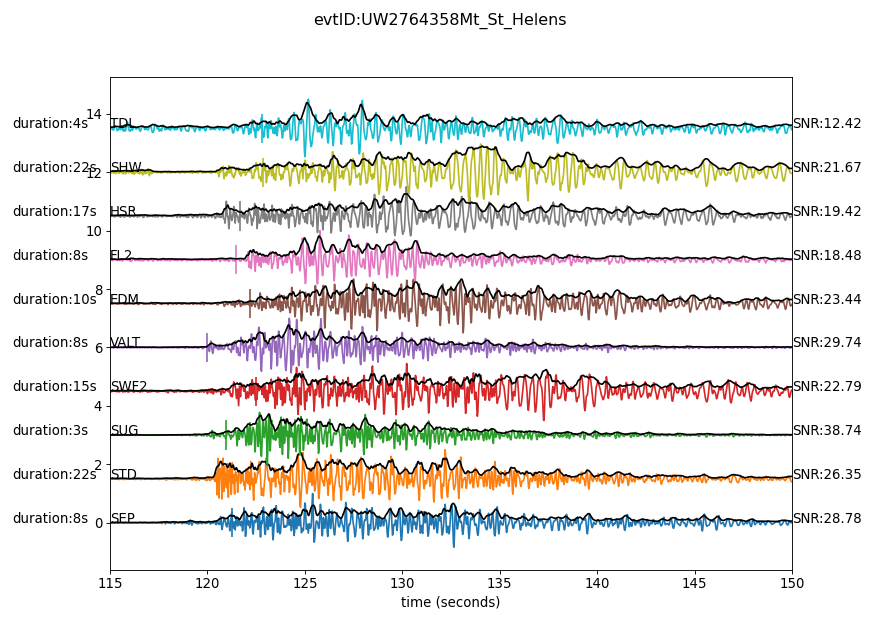 evtID:UW2764358Mt_St_Helens
14
duration:4s TDL SNR:12.42
duration:22s SHW SNR:21.67
12
duration:17s HSR SNR:19.42
10
duration:8s FL2 SNR:18.48
8
duration:10s EDM SNR:23.44
duration:8s VALT SNR:29.74
6
duration:15s SWF2 SNR:22.79
4
duration:3s SUG SNR:38.74
2
duration:22s STD SNR:26.35
duration:8s SEP SNR:28.78
0
115 120 125 130 135 140 145 150
time (seconds)